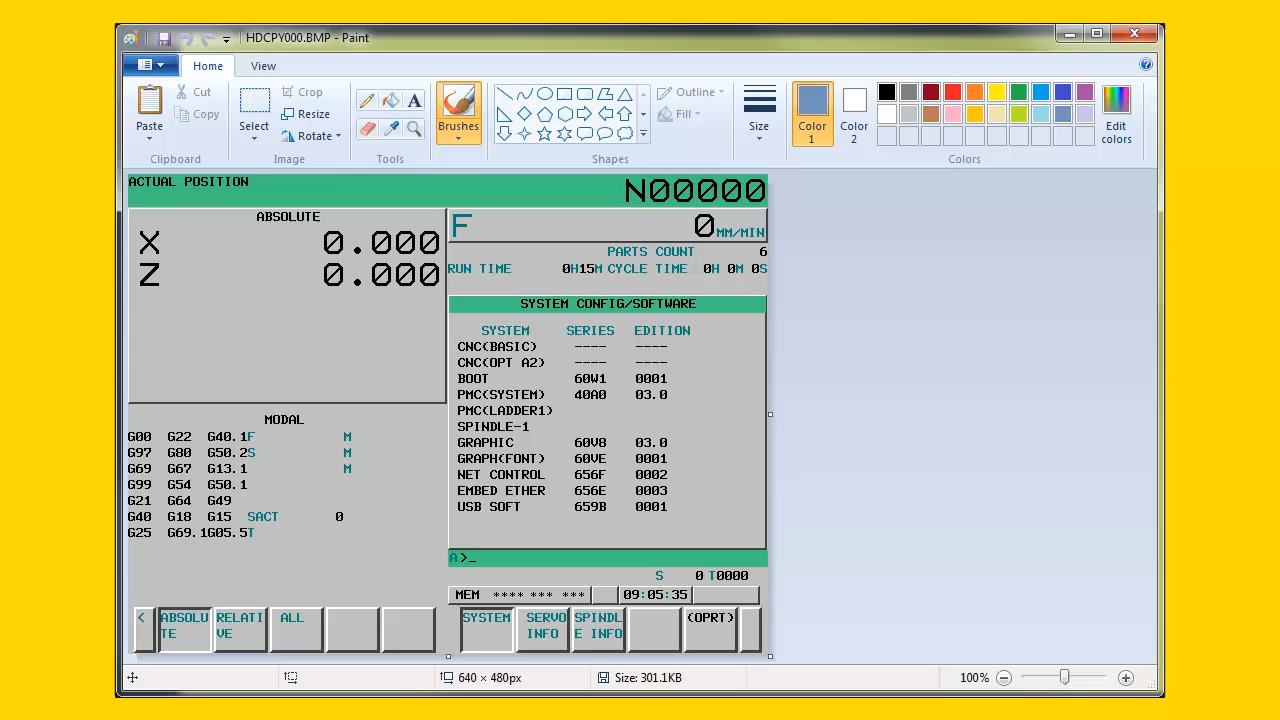 HDCPY000.BMP - Paint
Home View
Cut
Copy
Paste
Clipboard
Crop
Resize
Rotate
Select
Image
A
Tools
Brushes
Outline
Fill
Shapes
Size
Color 1
Color 2
Edit colors
Colors
ACTUAL POSITION N00000
ABSOLUTE
X 0.000
Z 0.000
F 0 MM/MIN
PARTS COUNT 6
RUN TIME 0H15M CYCLE TIME 0H 0M 0S
SYSTEM CONFIG/SOFTWARE
SYSTEM SERIES EDITION
CNC(BASIC) ---- ----
CNC(OPT A2) ---- ----
BOOT 60W1 0001
PMC(SYSTEM) 40A0 03.0
PMC(LADDER1)
SPINDLE-1
GRAPHIC 60V8 03.0
GRAPH(FONT) 60VE 0001
NET CONTROL 656F 0002
EMBED ETHER 656E 0003
USB SOFT 659B 0001
MODAL
G00 G22 G40.1F M
G97 G80 G50.2S M
G69 G67 G13.1 M
G99 G54 G50.1
G21 G64 G49
G40 G18 G15 SACT 0
G25 G69.1G05.5T
A >_
S 0 T0000
MEM **** *** *** 09:05:35
< ABSOLU TE RELATI VE ALL SYSTEM SERVO INFO SPINDL E INFO (OPRT)
640 × 480px
Size: 301.1KB
100%